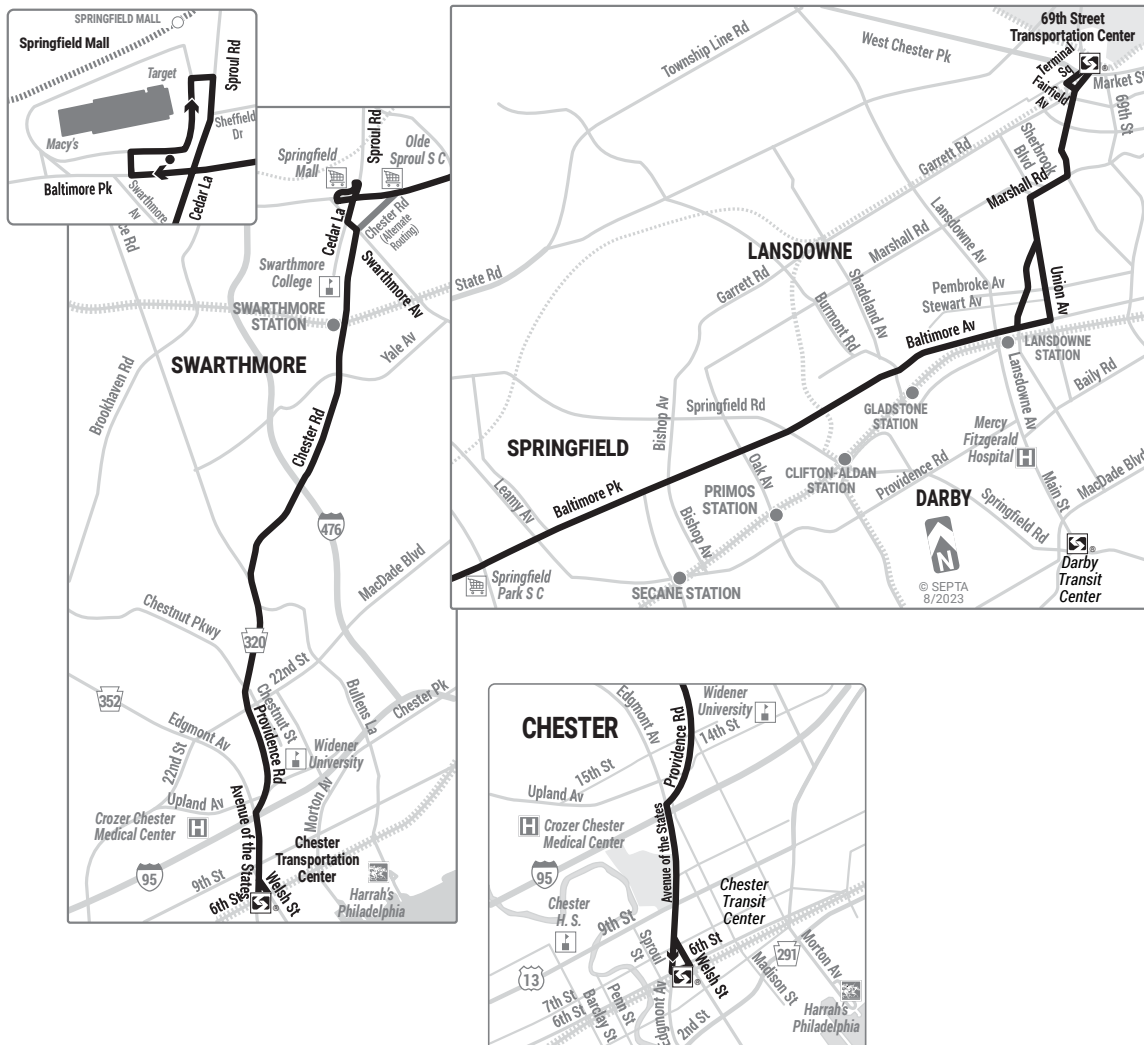 SPRINGFIELD MALL
Springfield Mall
Target
Sproul Rd
Macy's
Sheffield
Dr
Baltimore Pk
Swarthmore
Av
Cedar La
ce Rd
Springfield
Mall
Sproul Rd
Olde
Sproul S C
Cedar La
Chester Rd
(Alternate
Routing)
Swarthmore
College
Swarthmore Av
SWARTHMORE
STATION
SWARTHMORE
Yale Av
Brookhaven Rd
Chester Rd
476
MacDade Blvd
Chestnut Pkwy
320
22nd St
352
Chestnut St
Bullens La
Chester Pk
Edgmont Av
Providence Rd
22nd St
Widener
University
Upland Av
Morton Av
Crozer Chester
Medical Center
Avenue of the States
Chester
Transportation
Center
95
9th St
6th St
Welsh St
®
Harrah's
Philadelphia
69th Street
Transportation Center
Township Line Rd
West Chester Pk
Terminal
Sq
®
Market St
Fairfield
Av
69th St
Garrett Rd
Sherbrook
Blvd
Marshall Rd
LANSDOWNE
Marshall Rd
Lansdowne Av
State Rd
Garrett Rd
Shadeland Av
Burmont Rd
Pembroke Av
Stewart Av
Union Av
Baltimore Av
LANSDOWNE
STATION
Baily Rd
Bishop Av
Springfield Rd
GLADSTONE
STATION
Lansdowne Av
SPRINGFIELD
Mercy
Fitzgerald
Hospital
Leamy Av
Baltimore Pk
Oak Av
CLIFTON-ALDAN
STATION
Providence Rd
MacDade Blvd
PRIMOS
STATION
DARBY
Main St
Springfield Rd
Bishop Av
N
®
Springfield
Park S C
SECANE STATION
© SEPTA
8/2023
Darby
Transit
Center
CHESTER
Edgmont Av
Widener
University
Providence Rd
14th St
15th St
Upland Av
Crozer Chester
Medical Center
Avenue of the States
95
Chester
H. S.
Chester
Transit
Center
9th St
Sproul
St
6th St
291
Morton Av
13
Welsh St
®
Madison St
7th St
6th St
Penn St
Barclay St
Edgmont Av
2nd St
Harrah's
Philadelphia